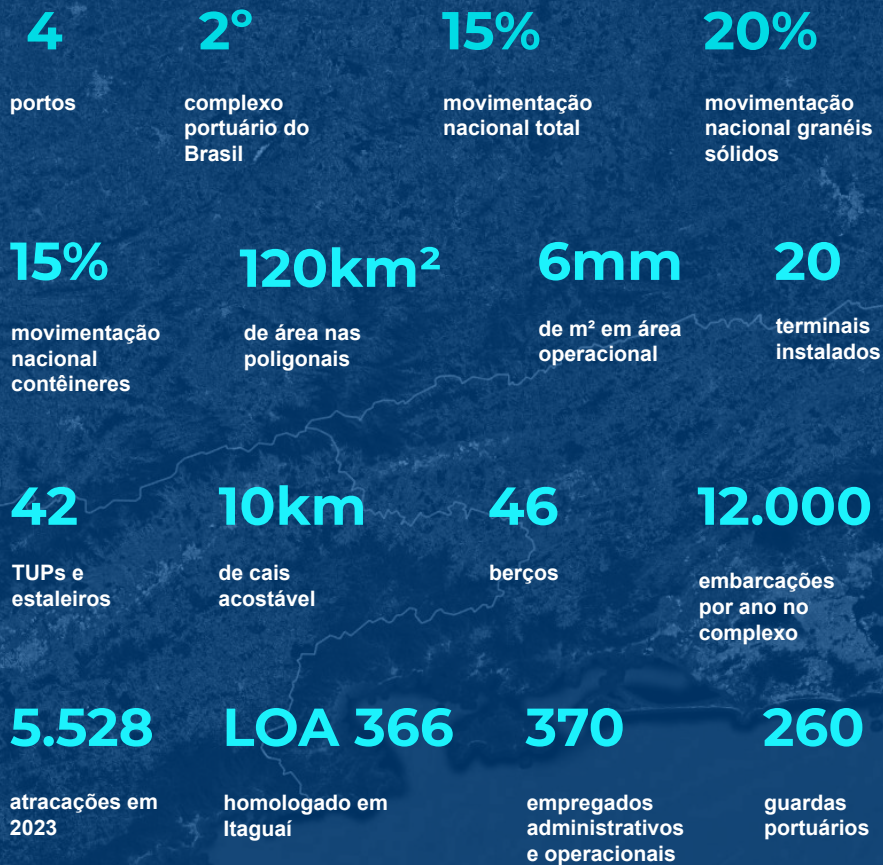 4
portos
2º
complexo
portuário do
Brasil
15%
movimentação
nacional total
20%
movimentação
nacional granéis
sólidos
15%
movimentação
nacional
contêineres
120km²
de área nas
poligonais
6mm
de m² em área
operacional
20
terminais
instalados
42
TUPs e
estaleiros
10km
de cais
acostável
46
berços
12.000
embarcações
por ano no
complexo
5.528
atracações em
2023
LOA 366
homologado em
Itaguaí
370
empregados
administrativos
e operacionais
260
guardas
portuários